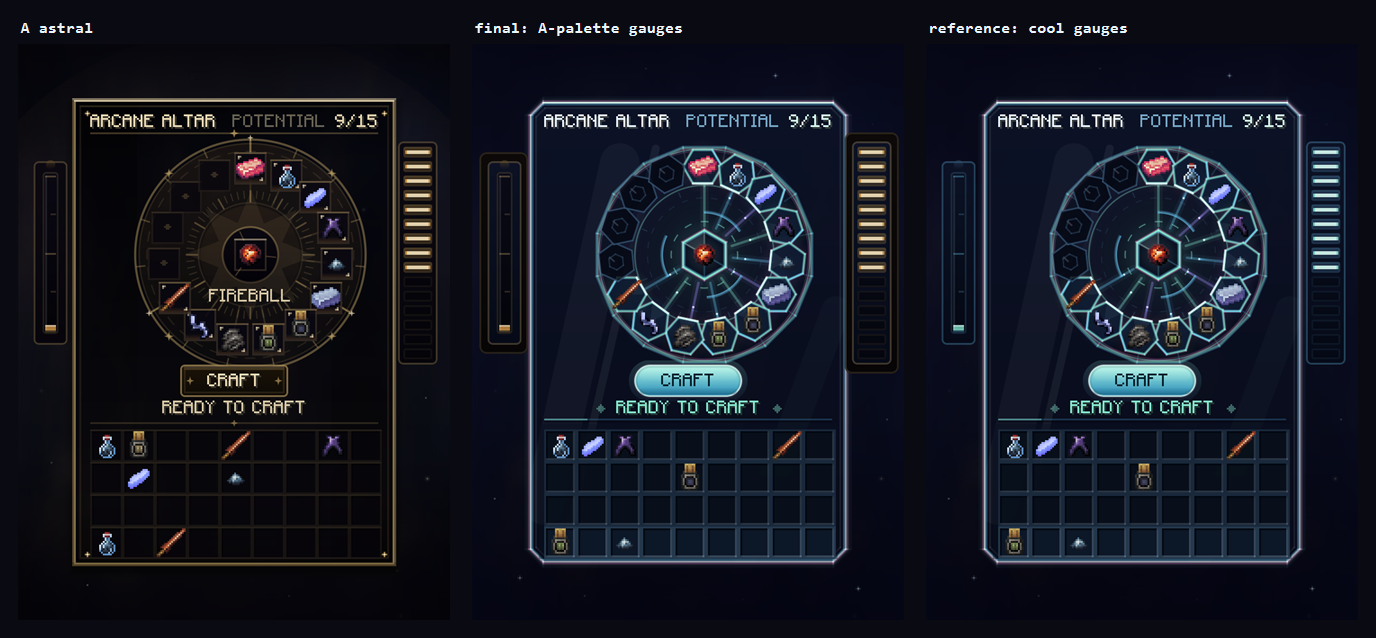 A astral
final: A-palette gauges
reference: cool gauges
ARCANE ALTAR POTENTIAL 9/15
FIREBALL
CRAFT
READY TO CRAFT
ARCANE ALTAR POTENTIAL 9/15
CRAFT
READY TO CRAFT
ARCANE ALTAR POTENTIAL 9/15
CRAFT
READY TO CRAFT